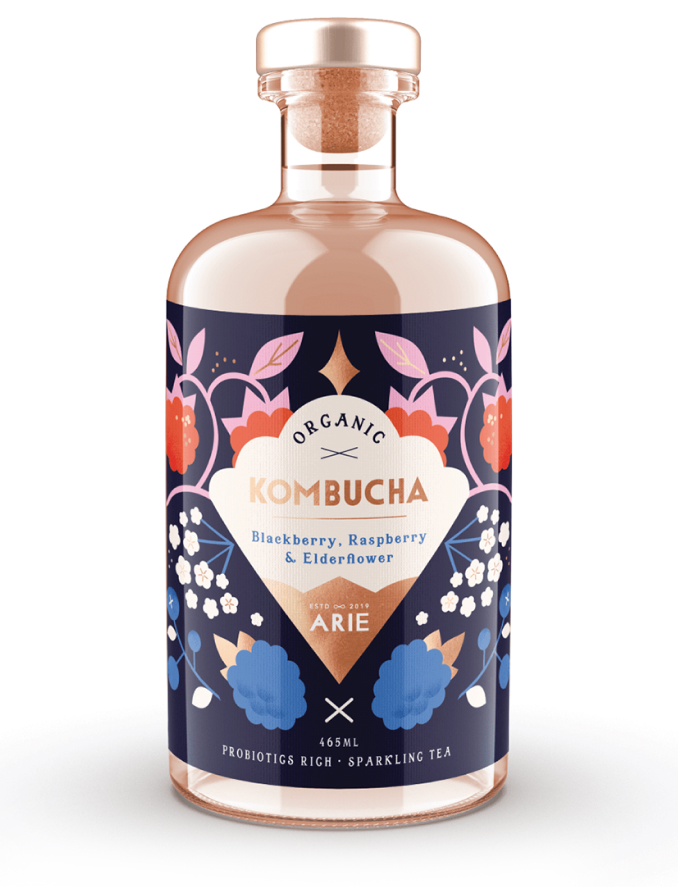 ORGANIC
KOMBUCHA
Blackberry, Raspberry
& Elderflower
ESTD 2019
ARIE
465ML
PROBIOTICS RICH · SPARKLING TEA